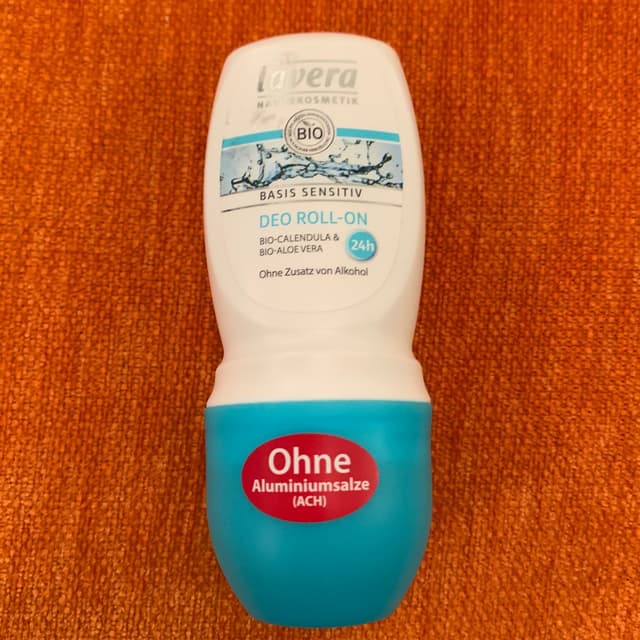 lavera
NATURKOSMETIK
BIO
BASIS SENSITIV
DEO ROLL-ON
BIO-CALENDULA &
BIO-ALOE VERA
24h
Ohne Zusatz von Alkohol
Ohne
Aluminiumsalze
(ACH)